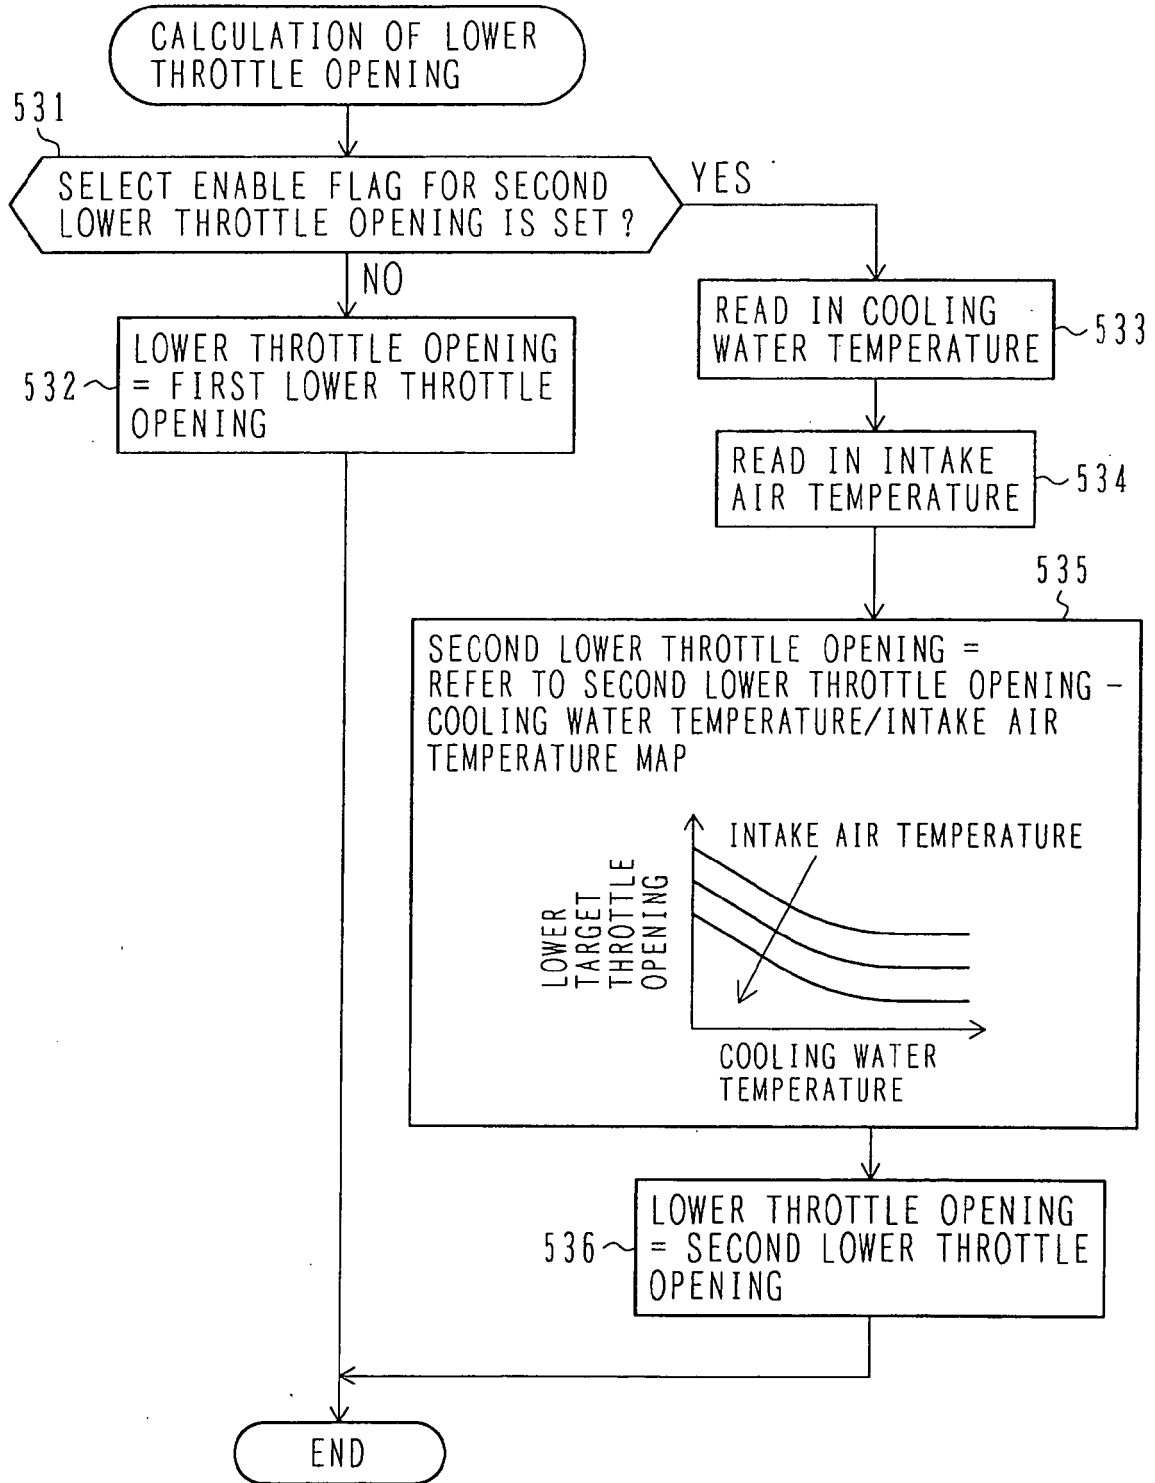 CALCULATION OF LOWER
THROTTLE OPENING
531
SELECT ENABLE FLAG FOR SECOND
LOWER THROTTLE OPENING IS SET ?
YES
NO
532
LOWER THROTTLE OPENING
= FIRST LOWER THROTTLE
OPENING
READ IN COOLING
WATER TEMPERATURE
533
READ IN INTAKE
AIR TEMPERATURE
534
535
SECOND LOWER THROTTLE OPENING =
REFER TO SECOND LOWER THROTTLE OPENING -
COOLING WATER TEMPERATURE/INTAKE AIR
TEMPERATURE MAP
INTAKE AIR TEMPERATURE
LOWER
TARGET
THROTTLE
OPENING
COOLING WATER
TEMPERATURE
536
LOWER THROTTLE OPENING
= SECOND LOWER THROTTLE
OPENING
END